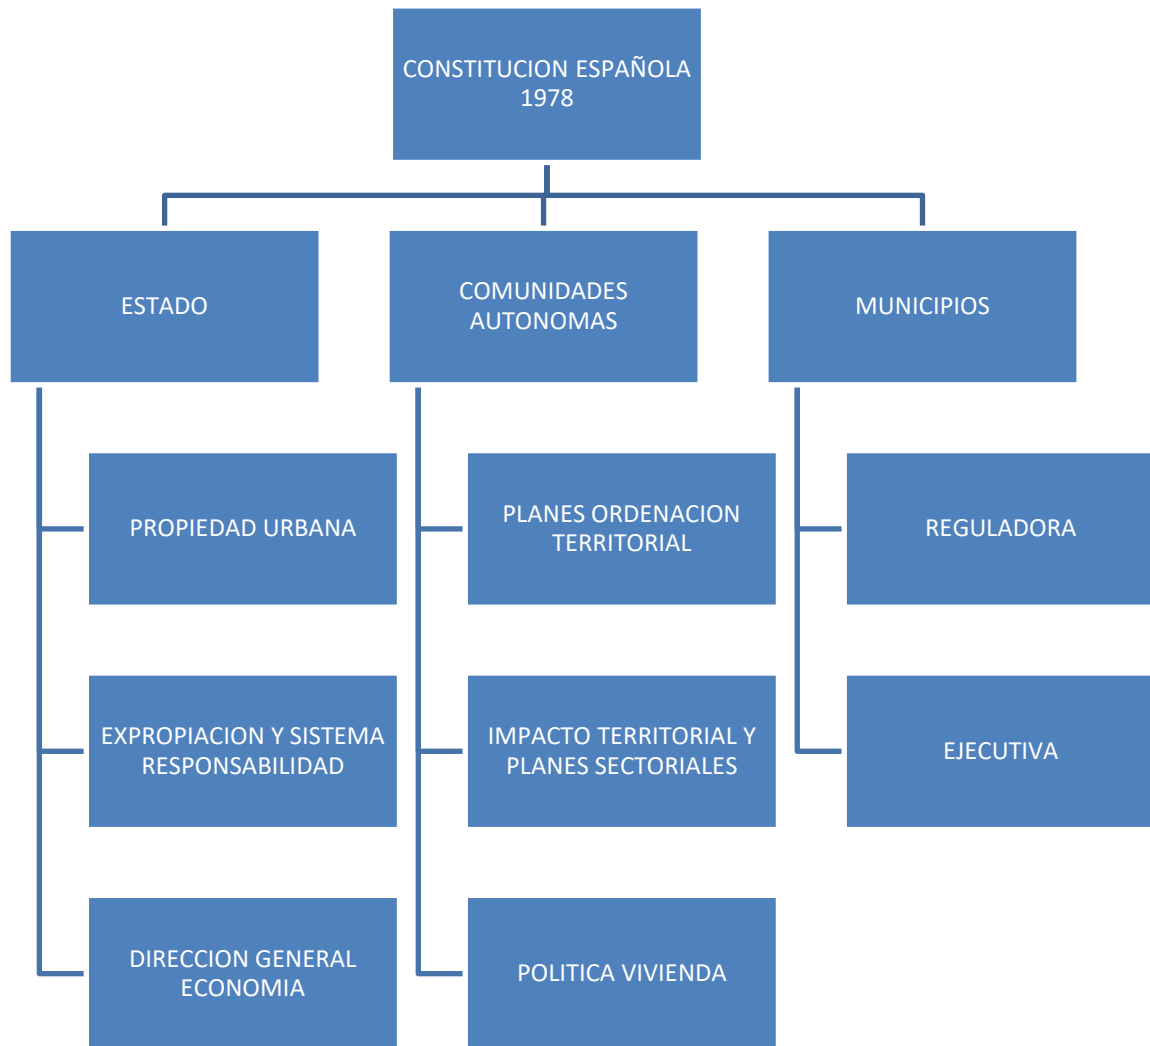 CONSTITUCION ESPAÑOLA
1978
ESTADO
COMUNIDADES
AUTONOMAS
MUNICIPIOS
PROPIEDAD URBANA
PLANES ORDENACION
TERRITORIAL
REGULADORA
EXPROPIACION Y SISTEMA
RESPONSABILIDAD
IMPACTO TERRITORIAL Y
PLANES SECTORIALES
EJECUTIVA
DIRECCION GENERAL
ECONOMIA
POLITICA VIVIENDA